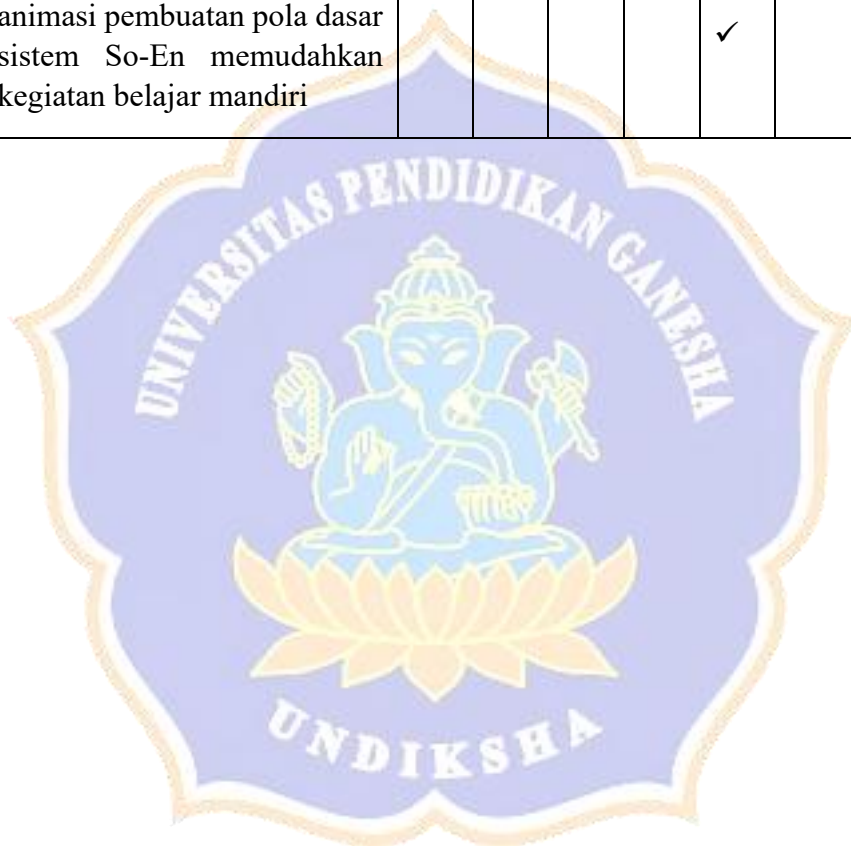 animasi pembuatan pola dasar
sistem So-En memudahkan
kegiatan belajar mandiri
✓
UNIVERSITAS PENDIDIKAN GANESHA
UNDIKSHA